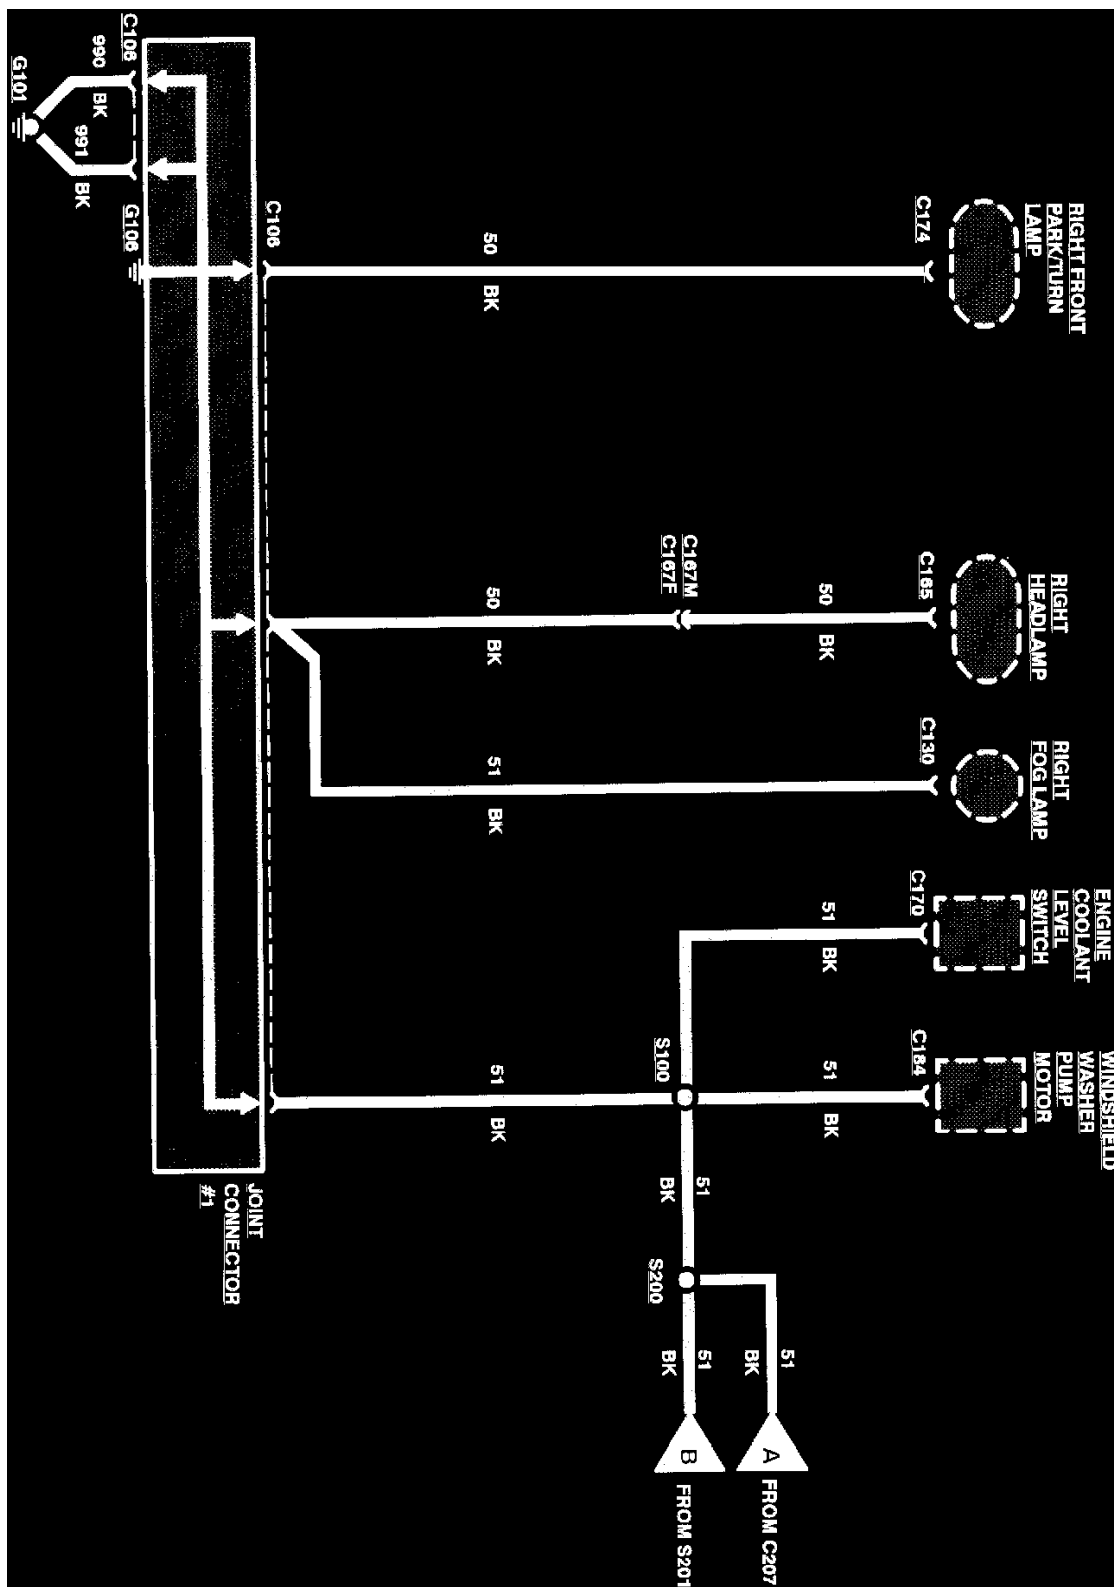 RIGHT FRONT
PARK/TURN
LAMP
C174
50
BK
C106
G106
RIGHT
HEADLAMP
C165
50
BK
C167M
C167F
50
BK
RIGHT
FOG LAMP
C130
51
BK
ENGINE
COOLANT
LEVEL
SWITCH
C170
51
BK
WINDSHIELD
WASHER
PUMP
MOTOR
C184
51
BK
S100
51
BK
51
BK
S200
51
BK
51
BK
A
FROM C207
B
FROM S201
JOINT
CONNECTOR
#1
C106
990
BK
991
BK
G101